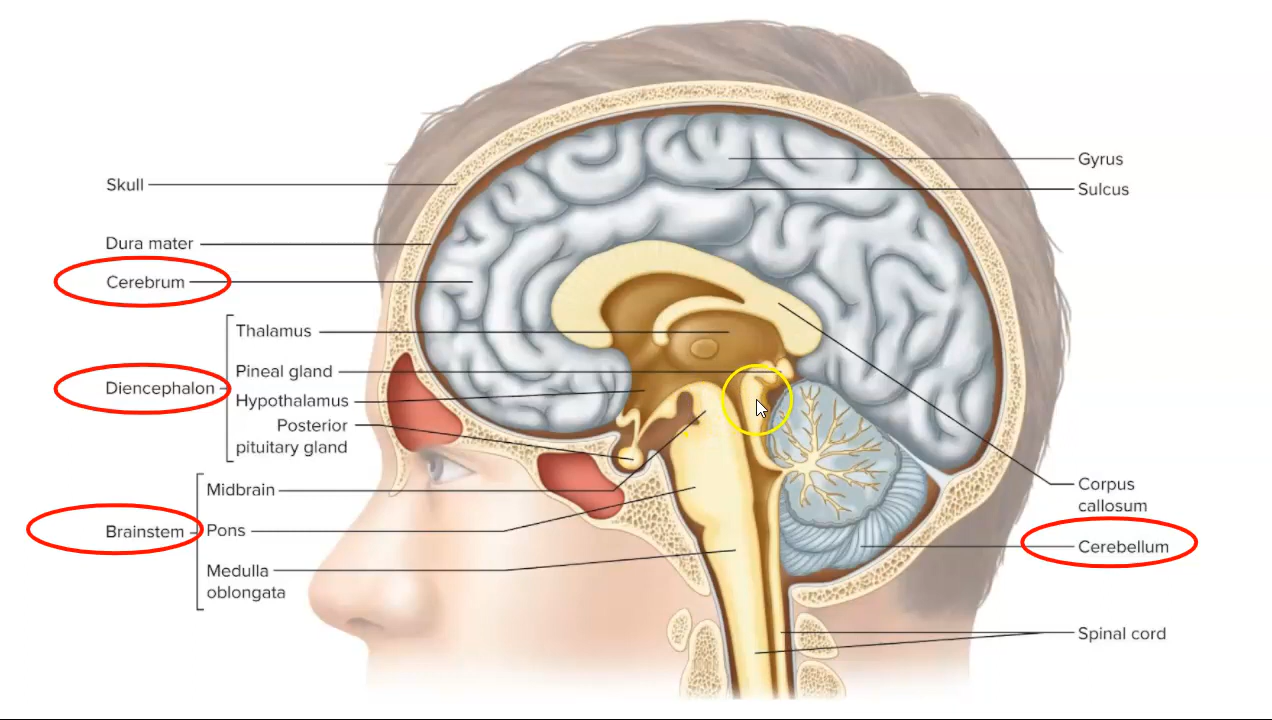 Skull
Dura mater
Cerebrum
Diencephalon
Thalamus
Pineal gland
Hypothalamus
Posterior
pituitary gland
Brainstem
Midbrain
Pons
Medulla
oblongata
Gyrus
Sulcus
Corpus
callosum
Cerebellum
Spinal cord